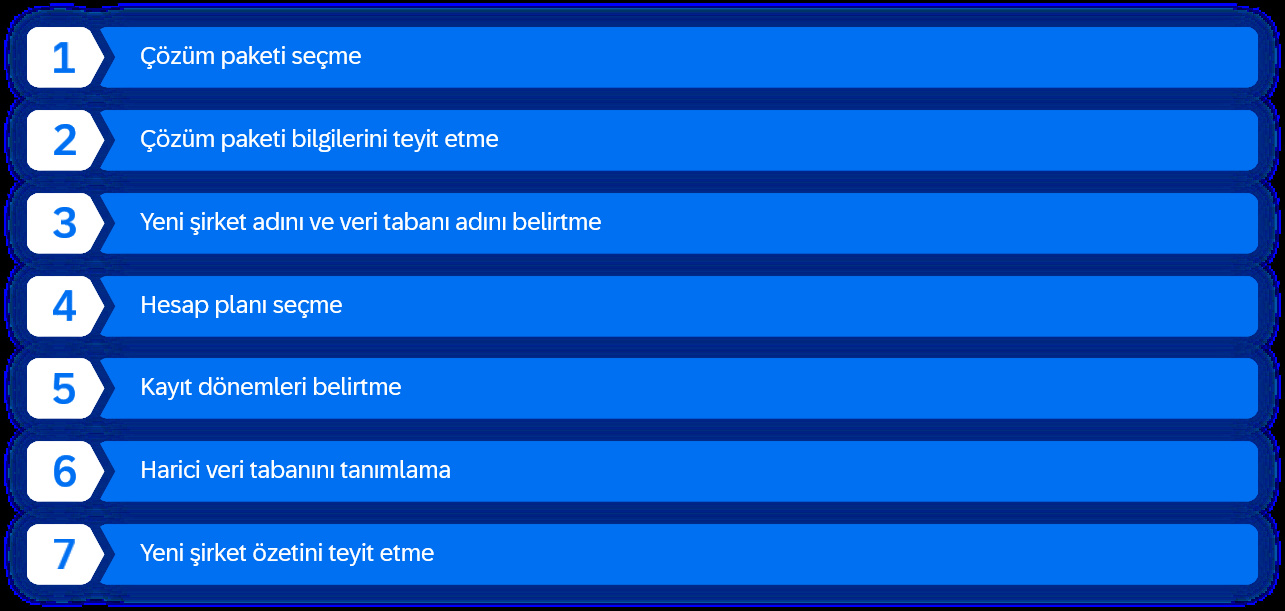 1 Çözüm paketi seçme
2 Çözüm paketi bilgilerini teyit etme
3 Yeni şirket adını ve veri tabanı adını belirtme
4 Hesap planı seçme
5 Kayıt dönemleri belirtme
6 Harici veri tabanını tanımlama
7 Yeni şirket özetini teyit etme